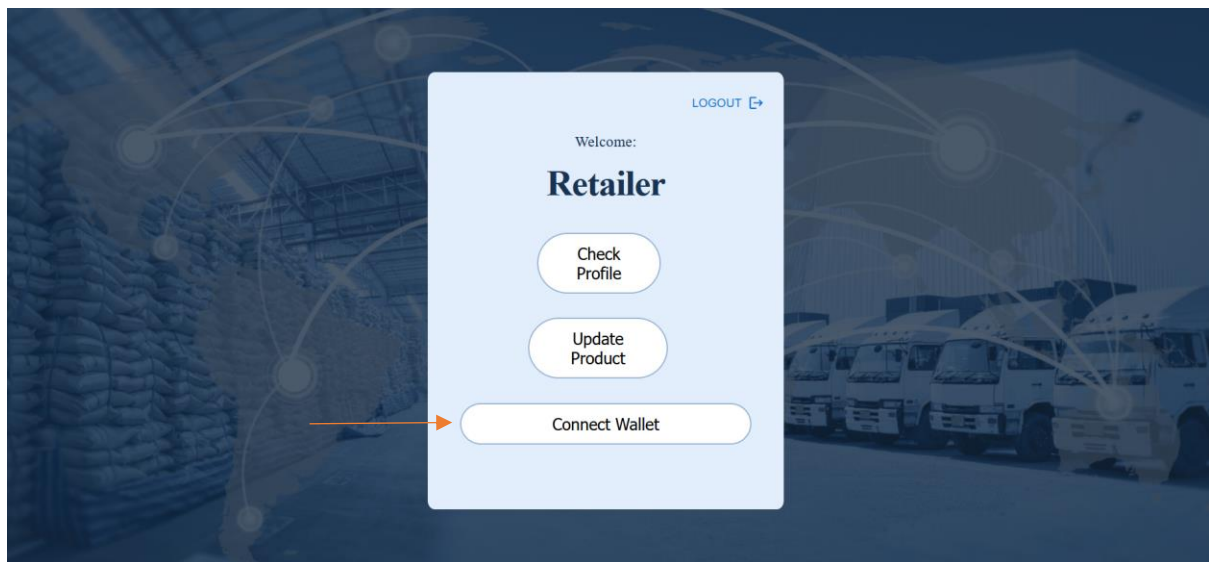 LOGOUT
Welcome:
Retailer
Check
Profile
Update
Product
Connect Wallet